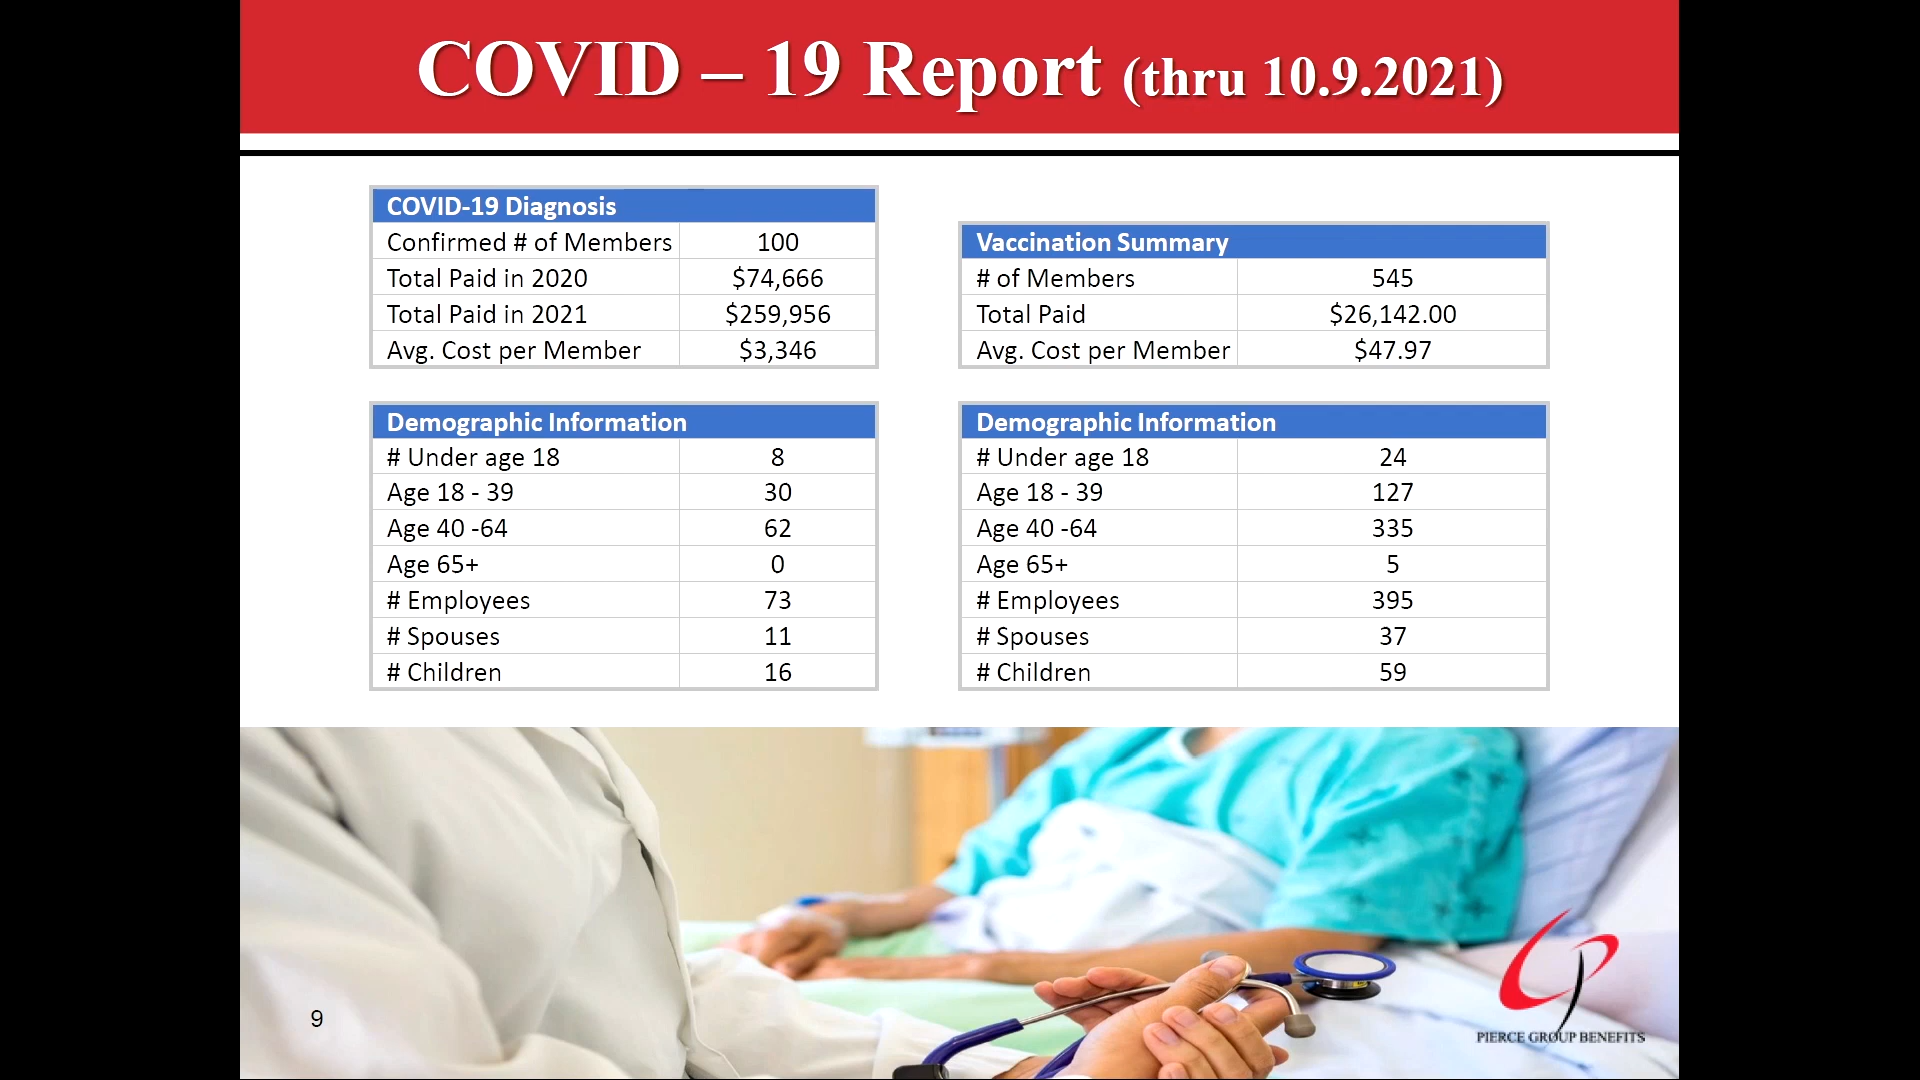 COVID – 19 Report (thru 10.9.2021)
COVID-19 Diagnosis
Confirmed # of Members 100
Total Paid in 2020 $74,666
Total Paid in 2021 $259,956
Avg. Cost per Member $3,346
Vaccination Summary
# of Members 545
Total Paid $26,142.00
Avg. Cost per Member $47.97
Demographic Information
# Under age 18 8
Age 18 - 39 30
Age 40 -64 62
Age 65+ 0
# Employees 73
# Spouses 11
# Children 16
Demographic Information
# Under age 18 24
Age 18 - 39 127
Age 40 -64 335
Age 65+ 5
# Employees 395
# Spouses 37
# Children 59
9
PIERCE GROUP BENEFITS